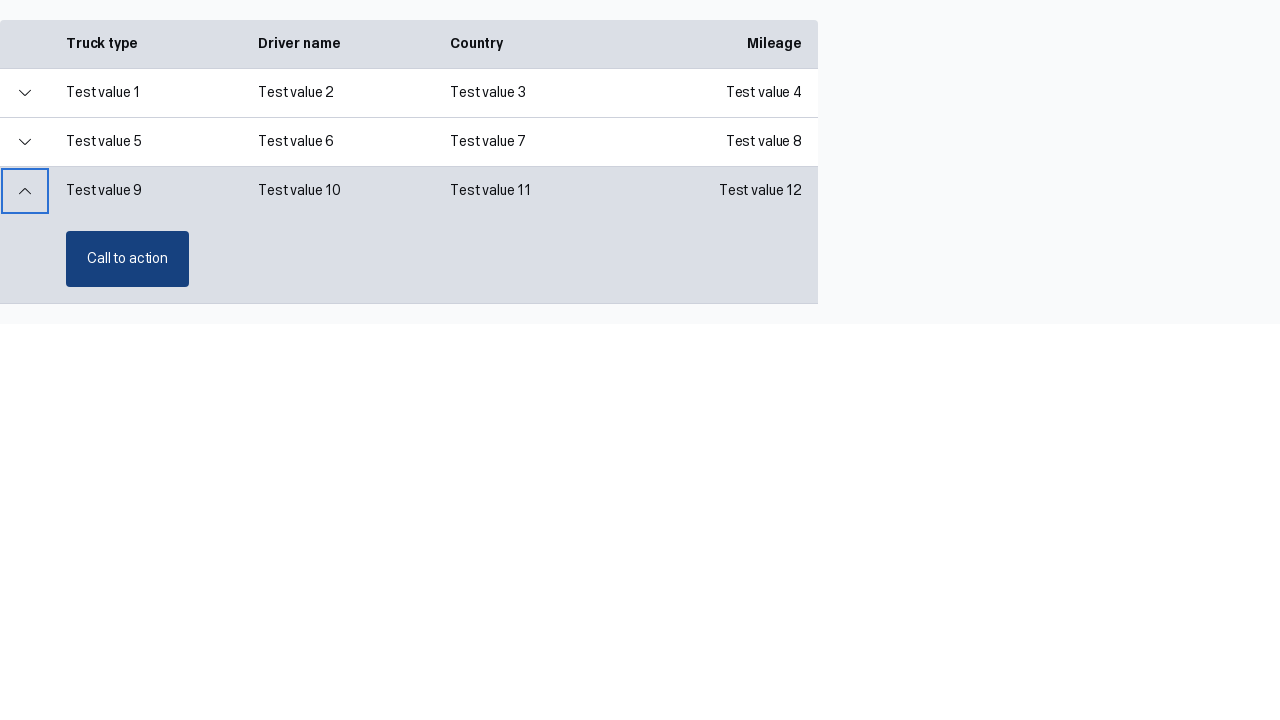 Truck type Driver name Country Mileage
Test value 1 Test value 2 Test value 3 Test value 4
Test value 5 Test value 6 Test value 7 Test value 8
Test value 9 Test value 10 Test value 11 Test value 12
Call to action